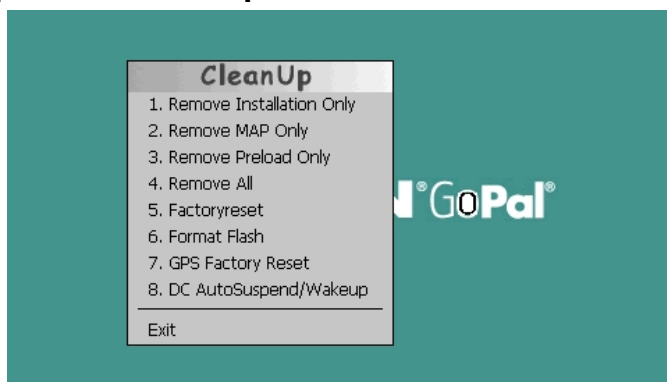 CleanUp
1. Remove Installation Only
2. Remove MAP Only
3. Remove Preload Only
4. Remove All
5. Factoryreset
6. Format Flash
7. GPS Factory Reset
8. DC AutoSuspend/Wakeup
Exit
N®GoPal®